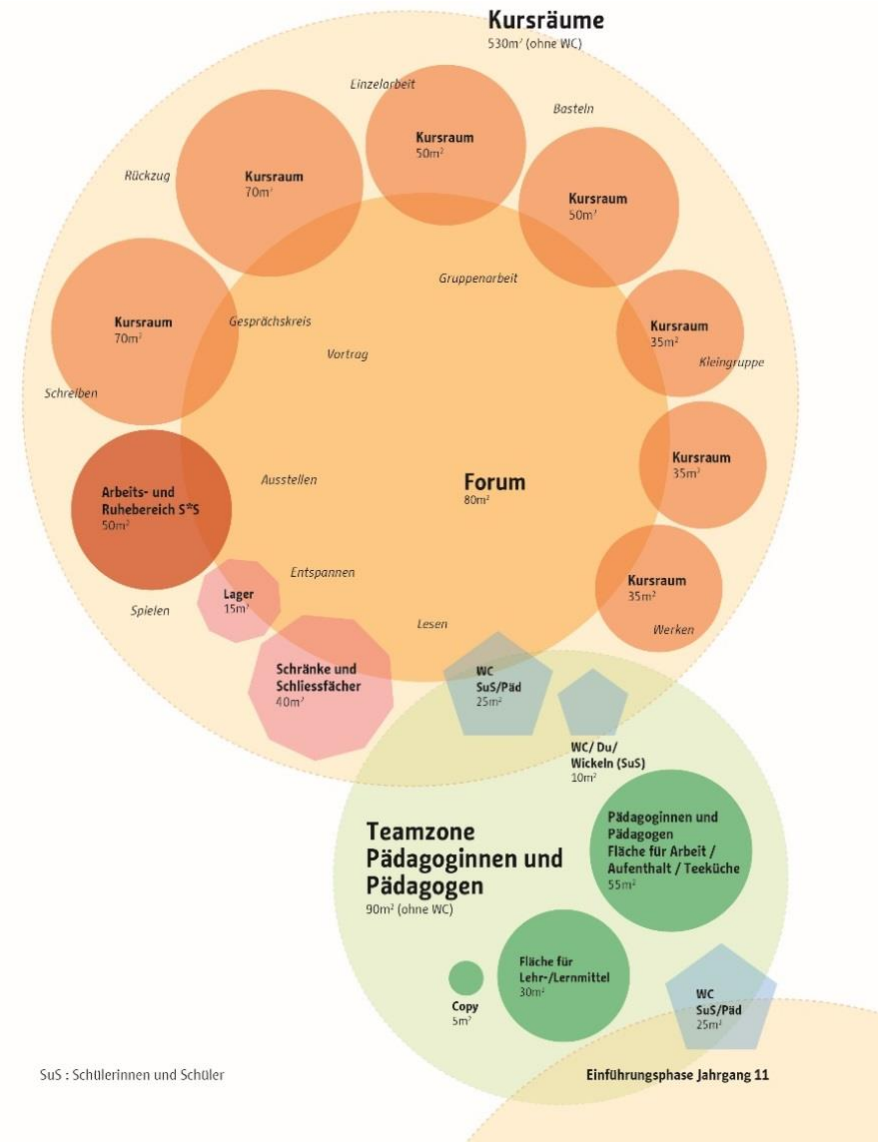 Kursräume
530m² (ohne WC)
Einzelarbeit
Basteln
Kursraum
50m²
Rückzug
Kursraum
70m²
Kursraum
50m²
Gruppenarbeit
Kursraum
70m²
Gesprächskreis
Vortrag
Kursraum
35m²
Kleingruppe
Schreiben
Kursraum
35m²
Ausstellen
Forum
80m²
Arbeits- und
Ruhebereich S*S
50m²
Entspannen
Kursraum
35m²
Lager
15m²
Spielen
Lesen
Werken
Schränke und
Schliessfächer
40m²
WC
SuS/Päd
25m²
WC/ Du/
Wickeln (SuS)
10m²
Teamzone
Pädagoginnen und
Pädagogen
90m² (ohne WC)
Pädagoginnen und
Pädagogen
Fläche für Arbeit /
Aufenthalt / Teeküche
55m²
Fläche für
Lehr-/Lernmittel
30m²
Copy
5m²
WC
SuS/Päd
25m²
SuS : Schülerinnen und Schüler
Einführungsphase Jahrgang 11